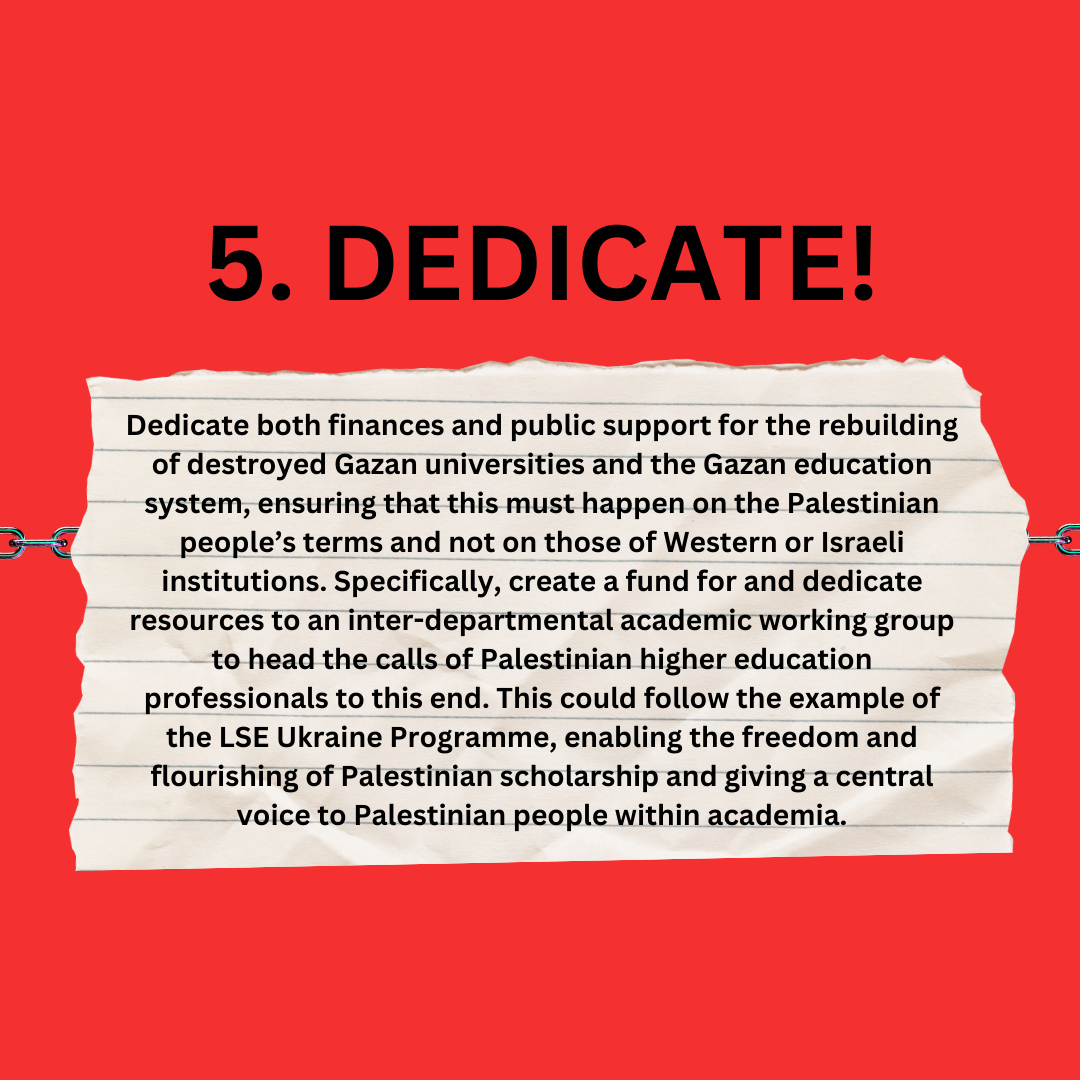 5. DEDICATE!
Dedicate both finances and public support for the rebuilding
of destroyed Gazan universities and the Gazan education
system, ensuring that this must happen on the Palestinian
people’s terms and not on those of Western or Israeli
institutions. Specifically, create a fund for and dedicate
resources to an inter-departmental academic working group
to head the calls of Palestinian higher education
professionals to this end. This could follow the example of
the LSE Ukraine Programme, enabling the freedom and
flourishing of Palestinian scholarship and giving a central
voice to Palestinian people within academia.